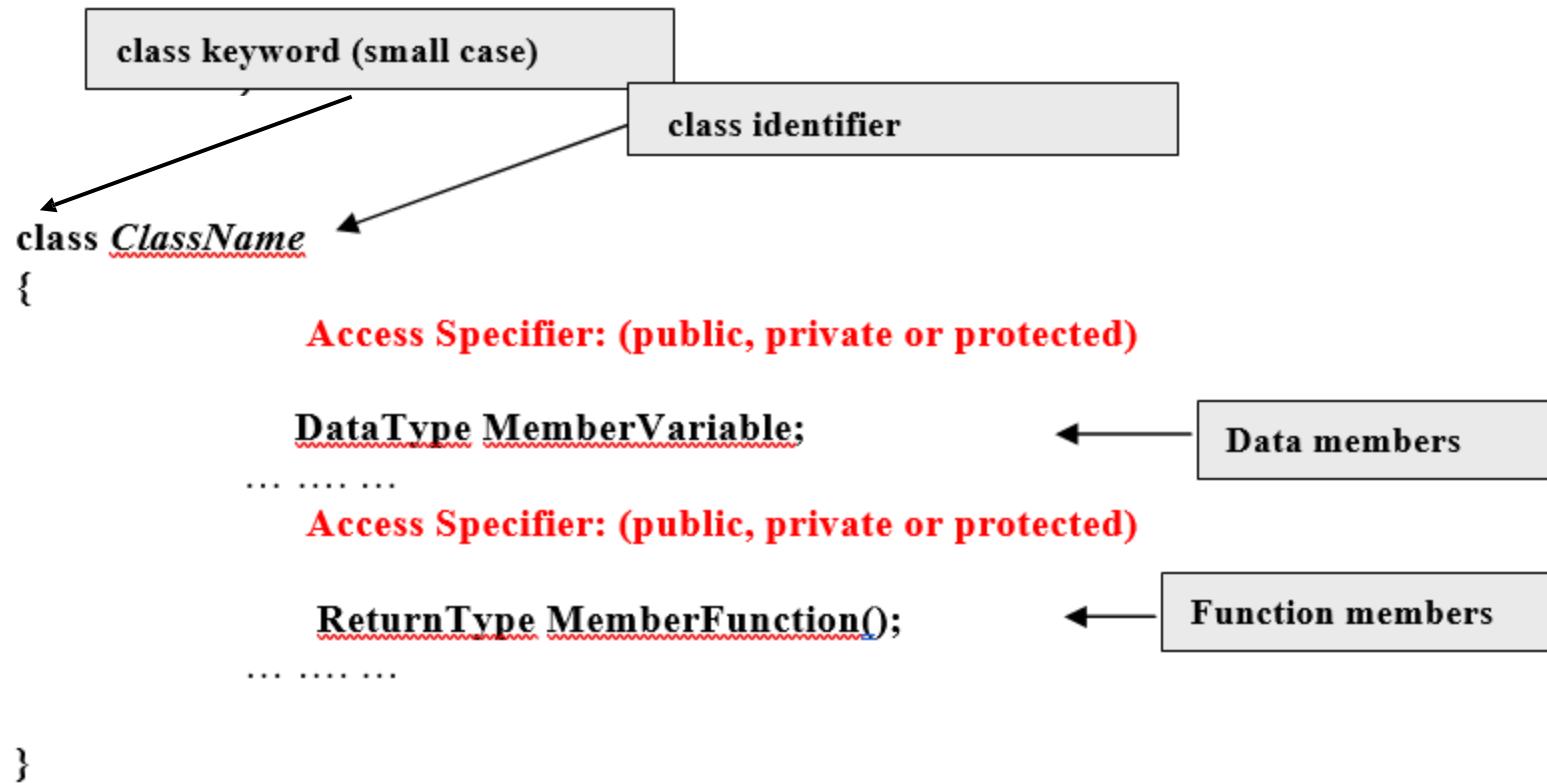 class keyword (small case)
class identifier
class ClassName
{
Access Specifier: (public, private or protected)
DataType MemberVariable;
Data members
… …. …
Access Specifier: (public, private or protected)
ReturnType MemberFunction();
Function members
… …. …
}